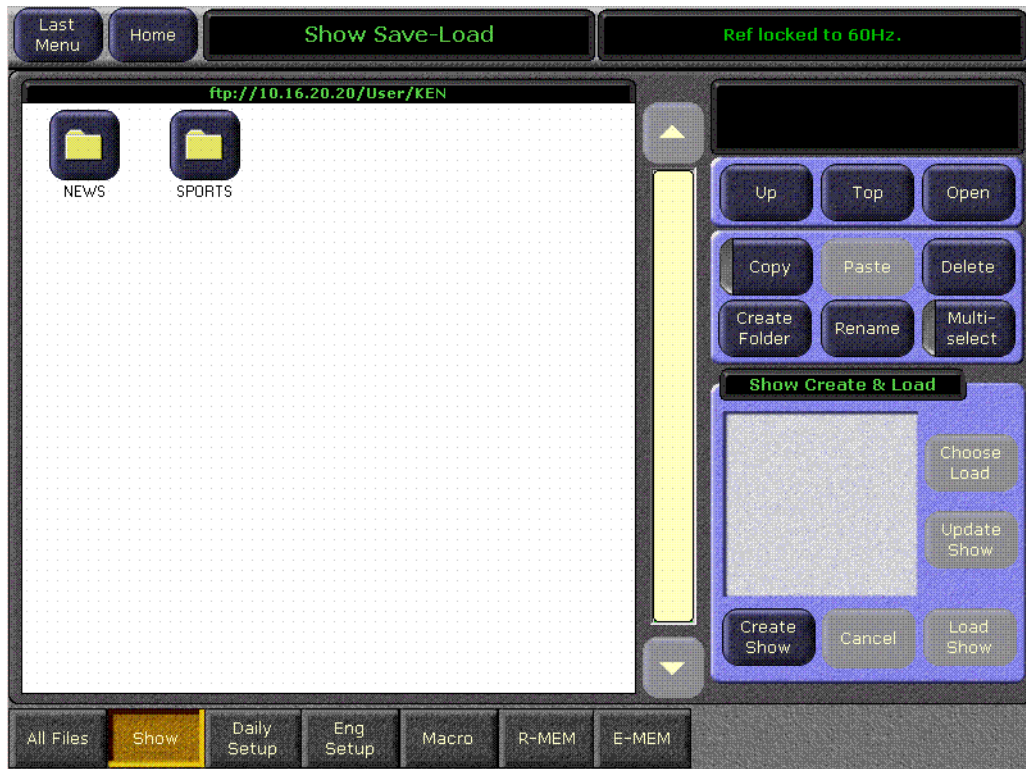 Last
Menu
Home
Show Save-Load
Ref locked to 60Hz.
ftp://10.16.20.20/User/KEN
NEWS
SPORTS
Up
Top
Open
Copy
Paste
Delete
Create
Folder
Rename
Multi-
select
Show Create & Load
Choose
Load
Update
Show
Create
Show
Cancel
Load
Show
All Files
Show
Daily
Setup
Eng
Setup
Macro
R-MEM
E-MEM